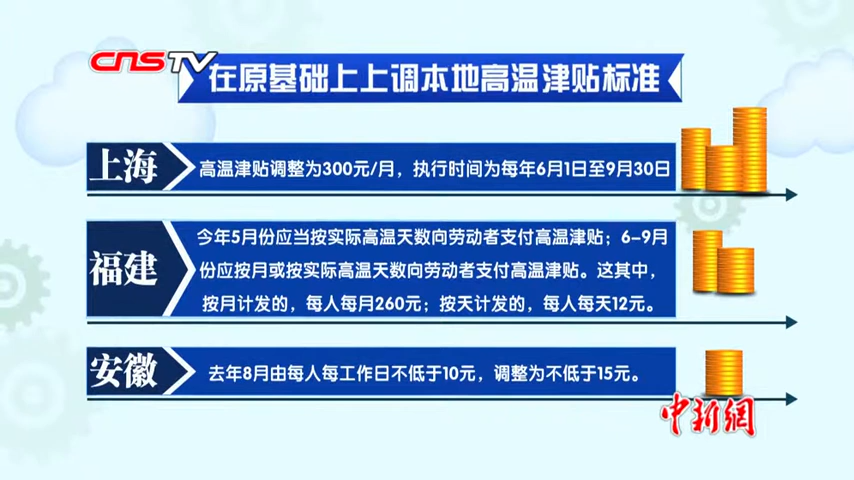 CNSTV
在原基础上上调本地高温津贴标准
上海
高温津贴调整为300元/月，执行时间为每年6月1日至9月30日
福建
今年5月份应当按实际高温天数向劳动者支付高温津贴；6-9月
份应按月或按实际高温天数向劳动者支付高温津贴。这其中，
按月计发的，每人每月260元；按天计发的，每人每天12元。
安徽
去年8月由每人每工作日不低于10元，调整为不低于15元。
中新網